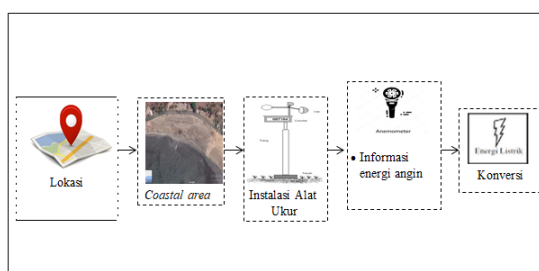 Lokasi
Coastal area
Instalasi Alat
Ukur
Anemometer
• Informasi
energi angin
Energi Listrik
Konversi